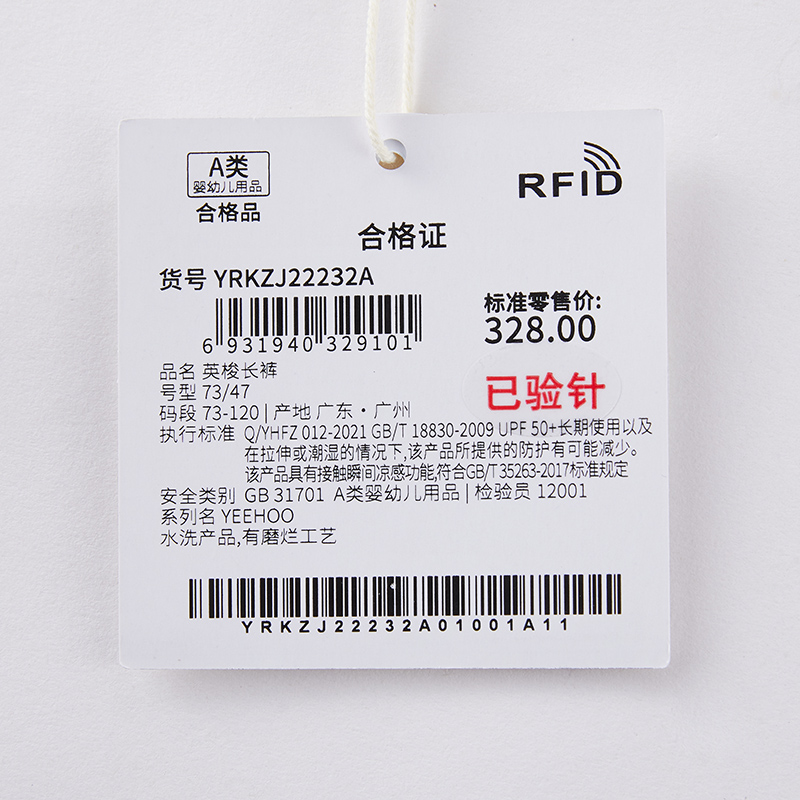 A类
婴幼儿用品
合格品
RFID
合格证
货号 YRKZJ22232A
6 931940 329101
标准零售价:
328.00
品名 英梭长裤
已验针
号型 73/47
码段 73-120 | 产地 广东·广州
执行标准 Q/YHFZ 012-2021 GB/T 18830-2009 UPF 50+长期使用以及
在拉伸或潮湿的情况下,该产品所提供的防护有可能减少。
该产品具有接触瞬间凉感功能,符合GB/T 35263-2017标准规定
安全类别 GB 31701 A类婴幼儿用品 | 检验员 12001
系列名 YEEHOO
水洗产品,有磨烂工艺
YRKZJ22232A01001A11